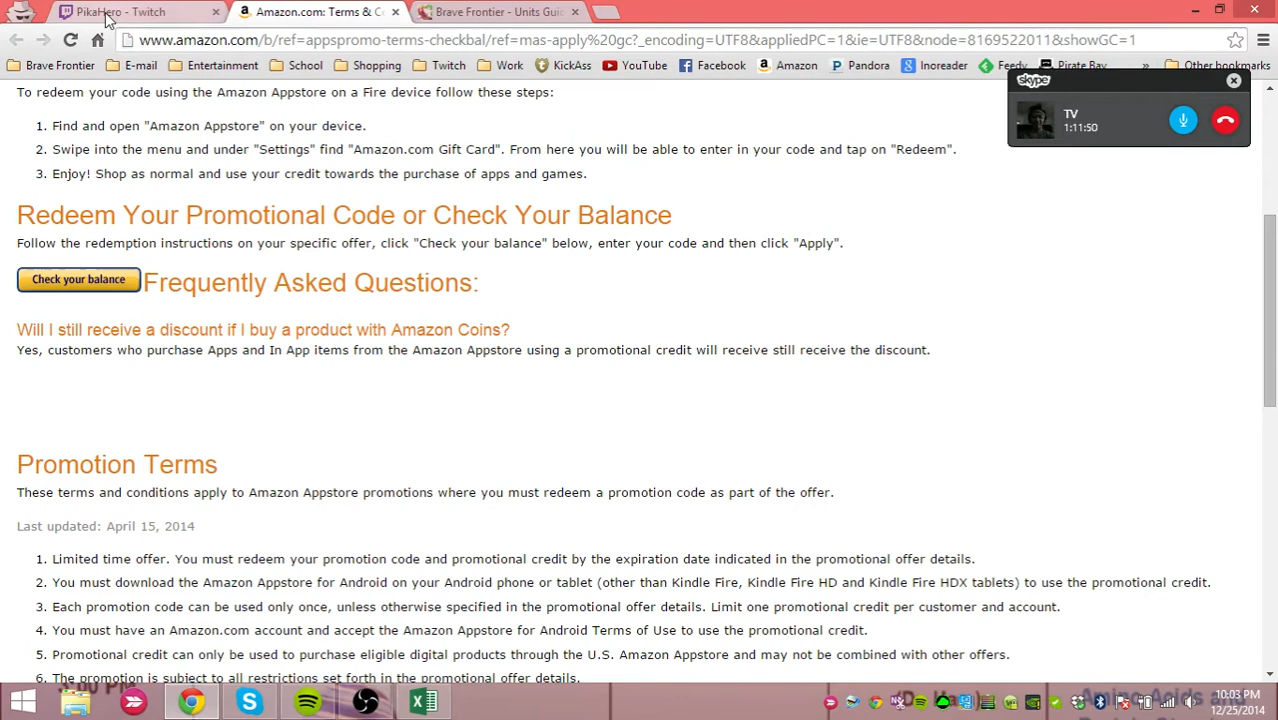 PikaHero - Twitch
Amazon.com: Terms & C
Brave Frontier - Units Gui
www.amazon.com/b/ref=appspromo-terms-checkbal/ref=mas-apply%20gc?_encoding=UTF8&appliedPC=1&ie=UTF8&node=8169522011&showGC=1
Brave Frontier E-mail Entertainment School Shopping Twitch Work KickAss YouTube Facebook Amazon Pandora Inoreader Feedly Pirate Bay » Other bookmarks
skype
TV
1:11:50
To redeem your code using the Amazon Appstore on a Fire device follow these steps:
1. Find and open "Amazon Appstore" on your device.
2. Swipe into the menu and under "Settings" find "Amazon.com Gift Card". From here you will be able to enter in your code and tap on "Redeem".
3. Enjoy! Shop as normal and use your credit towards the purchase of apps and games.
Redeem Your Promotional Code or Check Your Balance
Follow the redemption instructions on your specific offer, click "Check your balance" below, enter your code and then click "Apply".
Check your balance
Frequently Asked Questions:
Will I still receive a discount if I buy a product with Amazon Coins?
Yes, customers who purchase Apps and In App items from the Amazon Appstore using a promotional credit will receive still receive the discount.
Promotion Terms
These terms and conditions apply to Amazon Appstore promotions where you must redeem a promotion code as part of the offer.
Last updated: April 15, 2014
1. Limited time offer. You must redeem your promotion code and promotional credit by the expiration date indicated in the promotional offer details.
2. You must download the Amazon Appstore for Android on your Android phone or tablet (other than Kindle Fire, Kindle Fire HD and Kindle Fire HDX tablets) to use the promotional credit.
3. Each promotion code can be used only once, unless otherwise specified in the promotional offer details. Limit one promotional credit per customer and account.
4. You must have an Amazon.com account and accept the Amazon Appstore for Android Terms of Use to use the promotional credit.
5. Promotional credit can only be used to purchase eligible digital products through the U.S. Amazon Appstore and may not be combined with other offers.
6. The promotion is subject to all restrictions set forth in the promotional offer details.
10:03 PM
12/25/2014